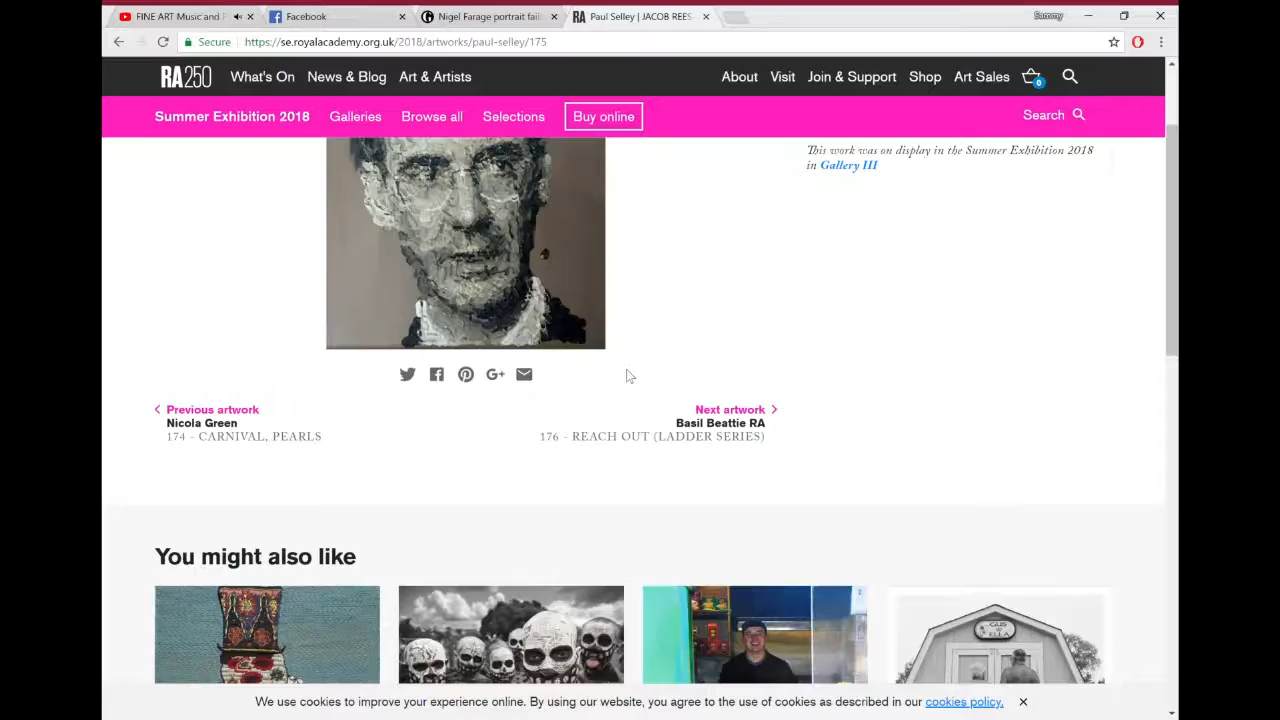 FINE ART Music and P
Facebook
Nigel Farage portrait fail
RA Paul Selley | JACOB REES
Sammy
Secure
https://se.royalacademy.org.uk/2018/artworks/paul-selley/175
RA250 What's On News & Blog Art & Artists About Visit Join & Support Shop Art Sales 0
Summer Exhibition 2018 Galleries Browse all Selections Buy online Search
This work was on display in the Summer Exhibition 2018
in Gallery III
G+
Previous artwork
Nicola Green
174 - CARNIVAL, PEARLS
Next artwork
Basil Beattie RA
176 - REACH OUT (LADDER SERIES)
You might also like
GUS
ELLA
We use cookies to improve your experience online. By using our website, you agree to the use of cookies as described in our cookies policy.